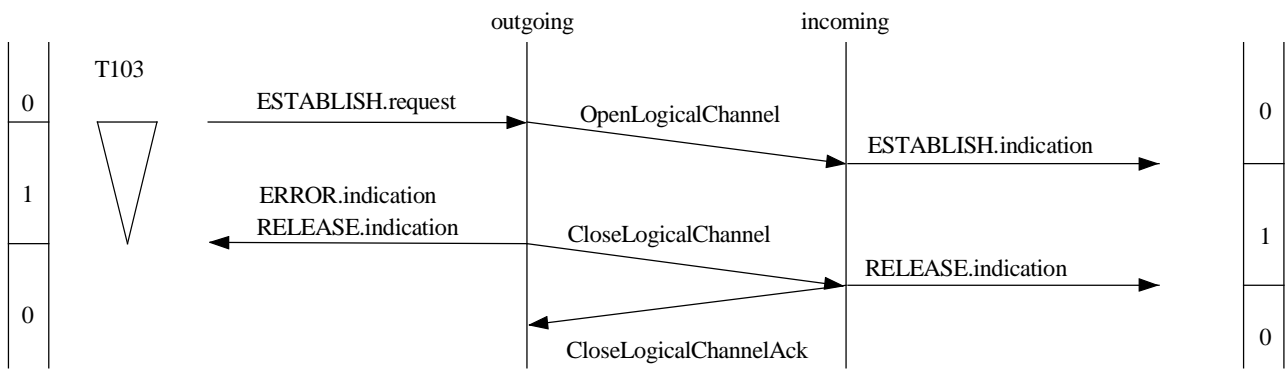 outgoing
incoming
T103
0
ESTABLISH.request
OpenLogicalChannel
0
ESTABLISH.indication
1
ERROR.indication
RELEASE.indication
CloseLogicalChannel
1
RELEASE.indication
0
CloseLogicalChannelAck
0